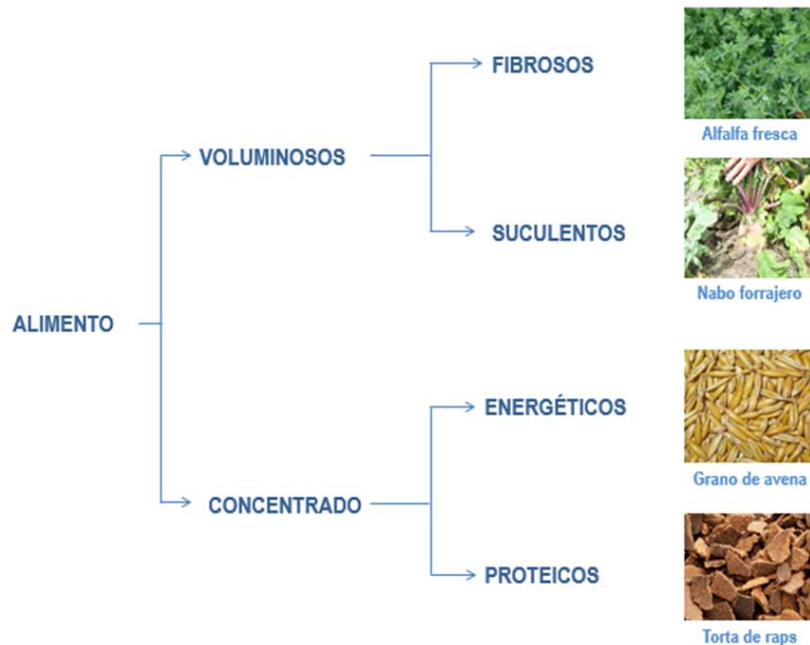 FIBROSOS
Alfalfa fresca
VOLUMINOSOS
SUCULENTOS
Nabo forrajero
ALIMENTO
ENERGÉTICOS
Grano de avena
CONCENTRADO
PROTEICOS
Torta de raps